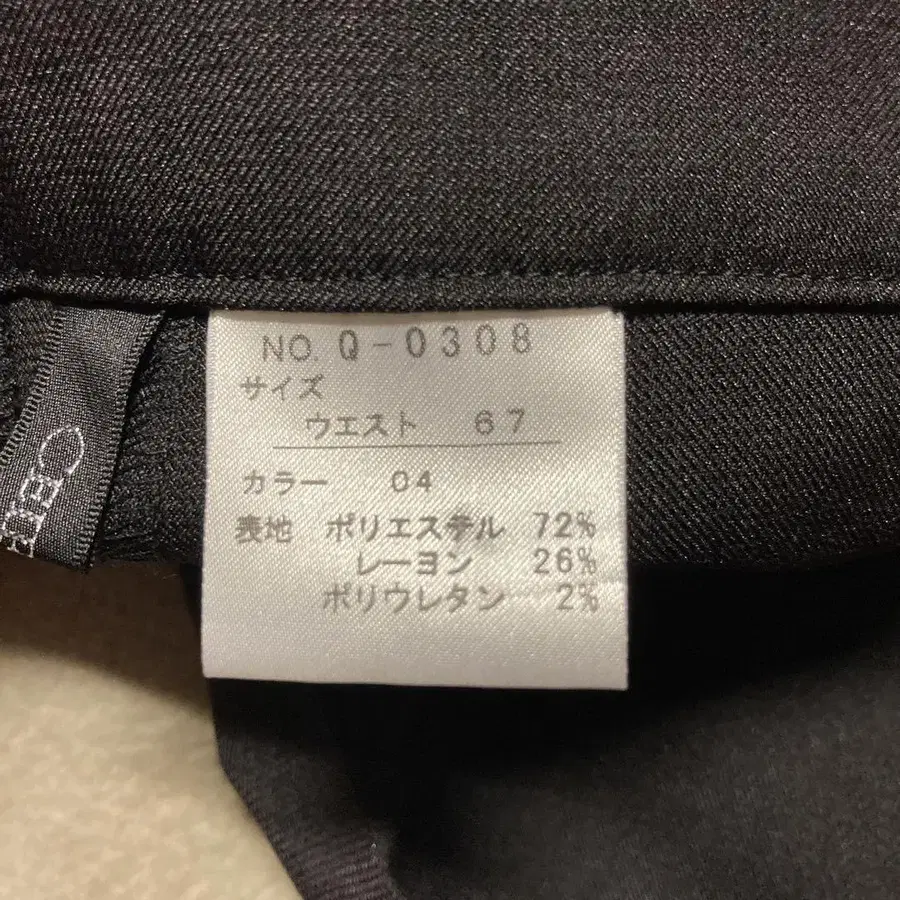 NO. Q-0308
サイズ
ウエスト 67
カラー 04
表地 ポリエステル 72%
レーヨン 26%
ポリウレタン 2%